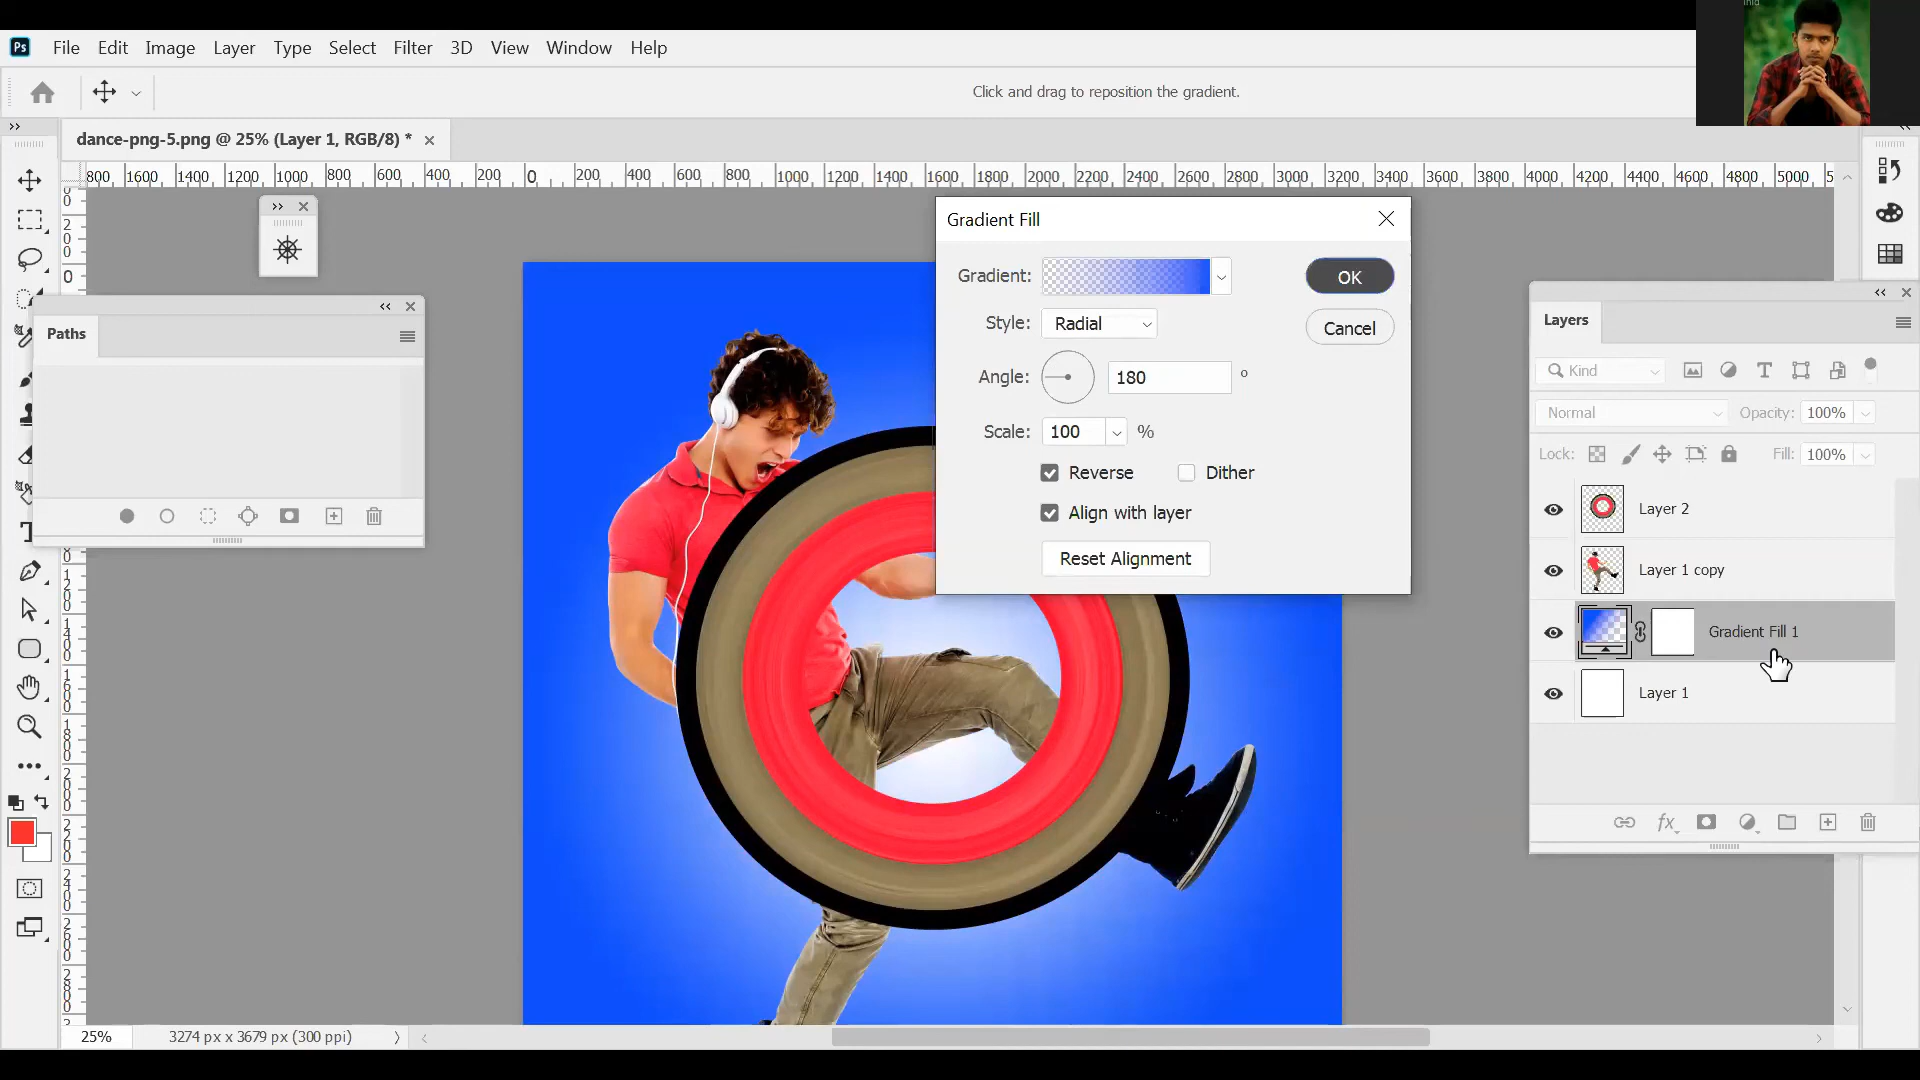 Ps File Edit Image Layer Type Select Filter 3D View Window Help
Click and drag to reposition the gradient.
dance-png-5.png @ 25% (Layer 1, RGB/8) *
800 1600 1400 1200 1000 800 600 400 200 0 200 400 600 800 1000 1200 1400 1600 1800 2000 2200 2400 2600 2800 3000 3200 3400 3600 3800 4000 4200 4400 4600 4800 5000
Gradient Fill
Gradient:
OK
Style: Radial
Cancel
Angle: 180 °
Scale: 100 %
Reverse Dither
Align with layer
Reset Alignment
Paths
Layers
Kind
Normal Opacity: 100%
Lock: Fill: 100%
Layer 2
Layer 1 copy
Gradient Fill 1
Layer 1
fx
25% 3274 px x 3679 px (300 ppi)